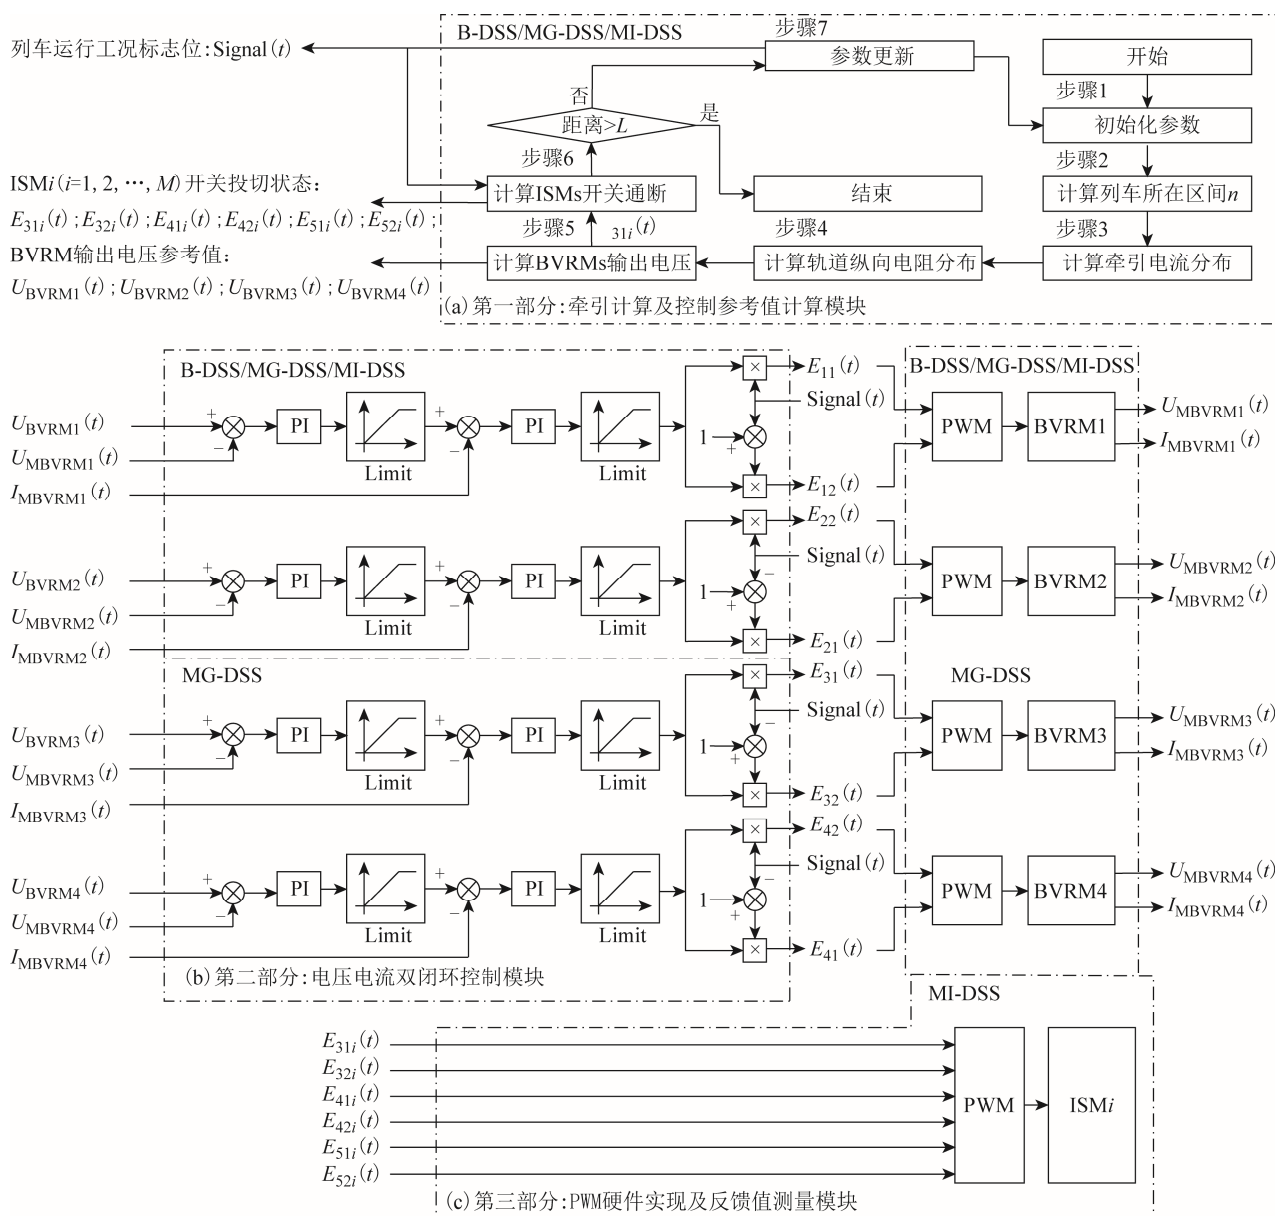 B-DSS/MG-DSS/MI-DSS
步骤7
列车运行工况标志位:Signal(t)
参数更新
开始
否
步骤1
距离>L
是
初始化参数
步骤6
步骤2
ISMi(i=1, 2, …, M)开关投切状态:
计算ISMs开关通断
结束
计算列车所在区间n
E31i(t);E32i(t);E41i(t);E42i(t);E51i(t);E52i(t);
步骤5
31i(t)
步骤4
步骤3
BVRM输出电压参考值:
计算BVRMs输出电压
计算轨道纵向电阻分布
计算牵引电流分布
UBVRM1(t);UBVRM2(t);UBVRM3(t);UBVRM4(t)
(a)第一部分:牵引计算及控制参考值计算模块
B-DSS/MG-DSS/MI-DSS
× E11(t)
B-DSS/MG-DSS/MI-DSS
Signal(t)
UBVRM1(t) + PI + PI 1 PWM BVRM1 UMBVRM1(t)
UMBVRM1(t) − − + IMBVRM1(t)
Limit Limit
IMBVRM1(t) × E12(t)
× E22(t)
Signal(t)
−
UBVRM2(t) + PI + PI 1 PWM BVRM2 UMBVRM2(t)
UMBVRM2(t) − − + IMBVRM2(t)
Limit Limit
IMBVRM2(t) × E21(t)
MG-DSS
× E31(t)
MG-DSS
Signal(t)
−
UBVRM3(t) + PI + PI 1 PWM BVRM3 UMBVRM3(t)
UMBVRM3(t) − − + IMBVRM3(t)
Limit Limit
IMBVRM3(t) × E32(t)
× E42(t)
Signal(t)
−
UBVRM4(t) + PI + PI 1 PWM BVRM4 UMBVRM4(t)
UMBVRM4(t) − − + IMBVRM4(t)
Limit Limit
IMBVRM4(t) × E41(t)
(b)第二部分:电压电流双闭环控制模块
MI-DSS
E31i(t)
E32i(t)
E41i(t)
PWM ISMi
E42i(t)
E51i(t)
E52i(t)
(c)第三部分:PWM硬件实现及反馈值测量模块